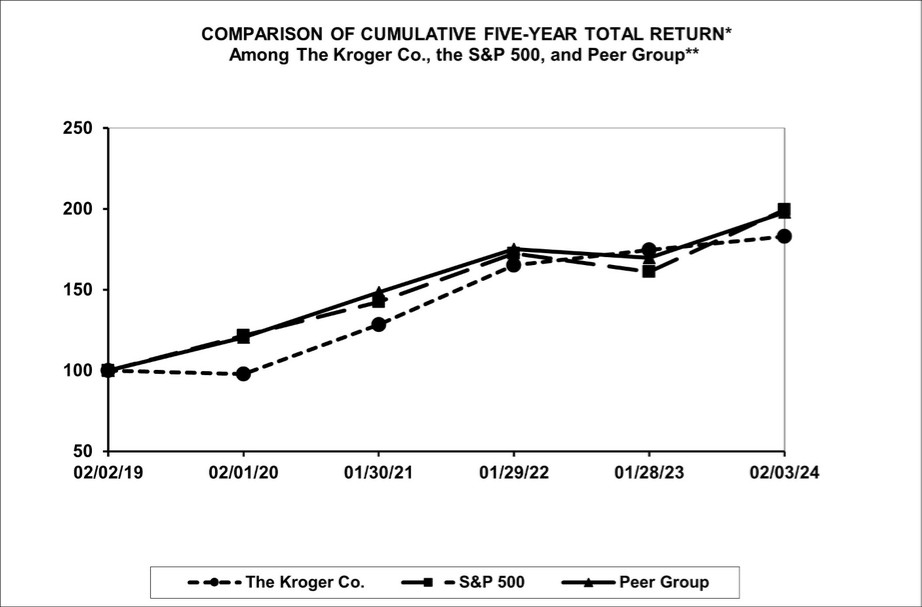 COMPARISON OF CUMULATIVE FIVE-YEAR TOTAL RETURN*
Among The Kroger Co., the S&P 500, and Peer Group**
250
200
150
100
50
02/02/19 02/01/20 01/30/21 01/29/22 01/28/23 02/03/24
The Kroger Co. S&P 500 Peer Group